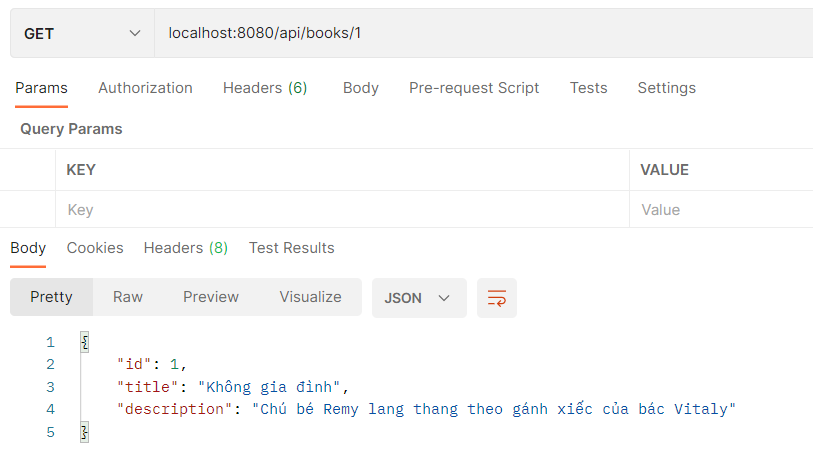 GET localhost:8080/api/books/1
Params Authorization Headers (6) Body Pre-request Script Tests Settings
Query Params
KEY VALUE
Key Value
Body Cookies Headers (8) Test Results
Pretty Raw Preview Visualize JSON
1 {
2 "id": 1,
3 "title": "Không gia đình",
4 "description": "Chú bé Remy lang thang theo gánh xiếc của bác Vitaly"
5 }